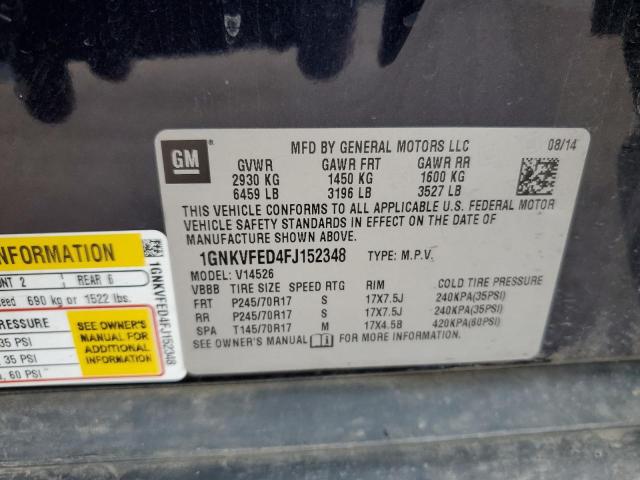 MFD BY GENERAL MOTORS LLC 08/14
GM
GVWR GAWR FRT GAWR RR
2930 KG 1450 KG 1600 KG
6459 LB 3196 LB 3527 LB
THIS VEHICLE CONFORMS TO ALL APPLICABLE U.S. FEDERAL MOTOR
VEHICLE SAFETY STANDARDS IN EFFECT ON THE DATE OF
MANUFACTURE SHOWN ABOVE.
1GNKVFED4FJ152348 TYPE: M.P.V.
MODEL: V14526
VBBB TIRE SIZE SPEED RTG RIM COLD TIRE PRESSURE
FRT P245/70R17 S 17X7.5J 240KPA(35PSI)
RR P245/70R17 S 17X7.5J 240KPA(35PSI)
SPA T145/70R17 M 17X4.5B 420KPA(60PSI)
SEE OWNER'S MANUAL FOR MORE INFORMATION.
INFORMATION
NT 2 REAR 6
eed 690 kg or 1522 lbs.
PRESSURE
35 PSI
35 PSI
60 PSI
SEE OWNER'S
MANUAL FOR
ADDITIONAL
INFORMATION
1GNKVFED4FJ152348